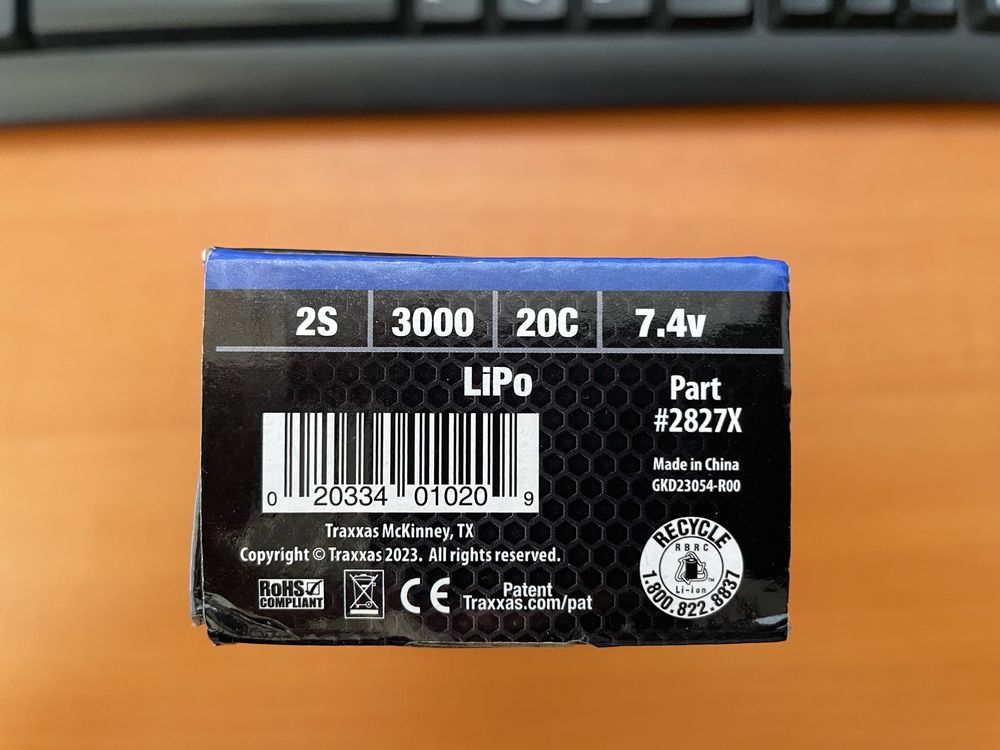 2S 3000 20C 7.4v
LiPo
Part
#2827X
Made in China
GKD23054-R00
0 20334 01020 9
Traxxas McKinney, TX
Copyright © Traxxas 2023. All rights reserved.
RoHS
COMPLIANT
CE
Patent
Traxxas.com/pat
RECYCLE
RBRC
™
Li-ion
1.800.822.8837